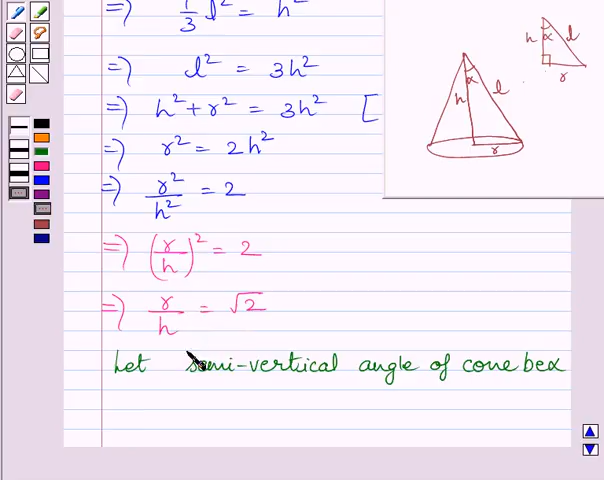 ⇒ 1/3 l² = h²
⇒ l² = 3h²
⇒ h² + r² = 3h² [
⇒ r² = 2h²
⇒ r²/h² = 2
⇒ (r/h)² = 2
⇒ r/h = √2
Let semi-vertical angle of cone be α
h α l
r
α
h l
r